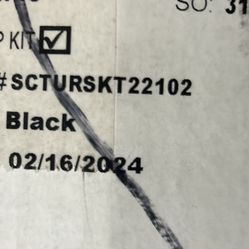 SO: 31
P KIT ☑
#SCTURSKT22102
Black
02/16/2024